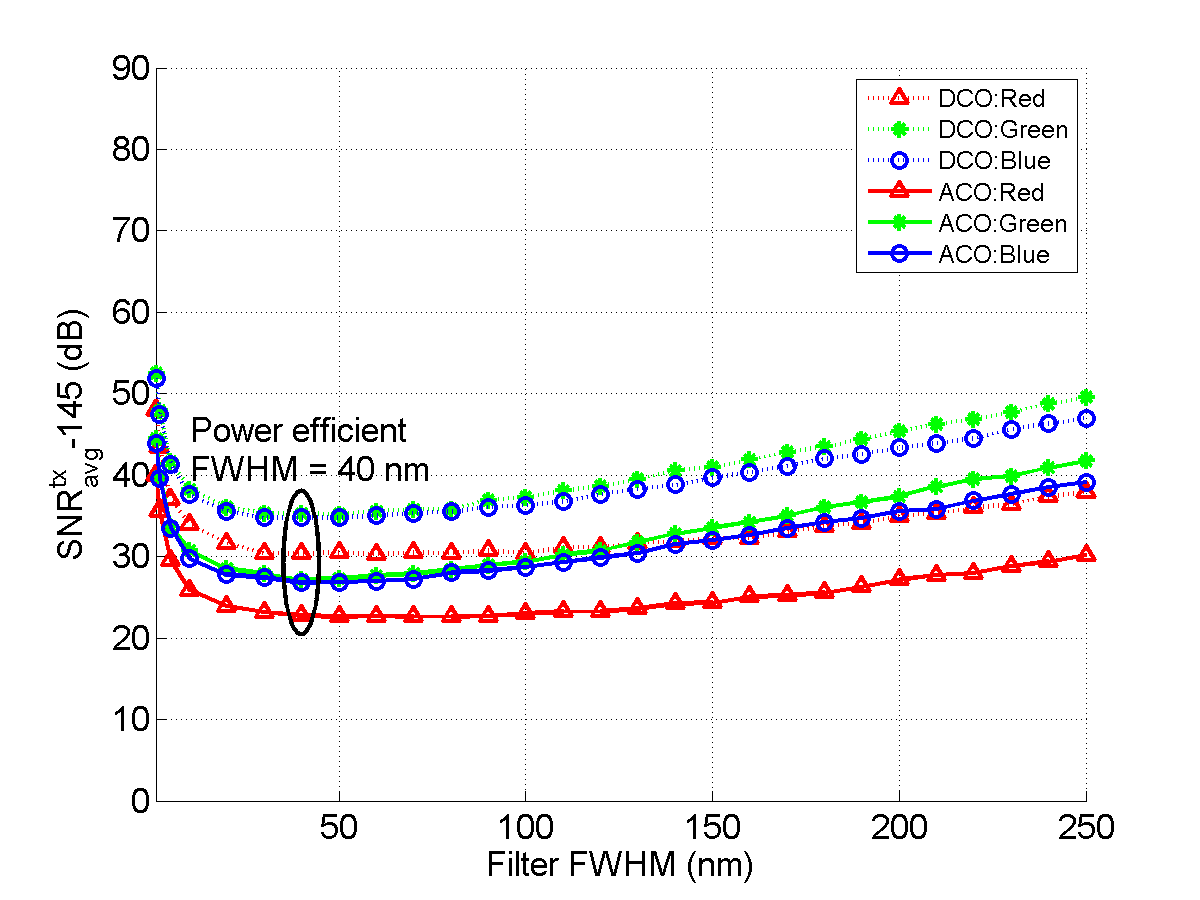 90
80
70
60
50
40
30
20
10
0
SNR^tx_avg-145 (dB)
DCO:Red
DCO:Green
DCO:Blue
ACO:Red
ACO:Green
ACO:Blue
Power efficient
FWHM = 40 nm
50 100 150 200 250
Filter FWHM (nm)